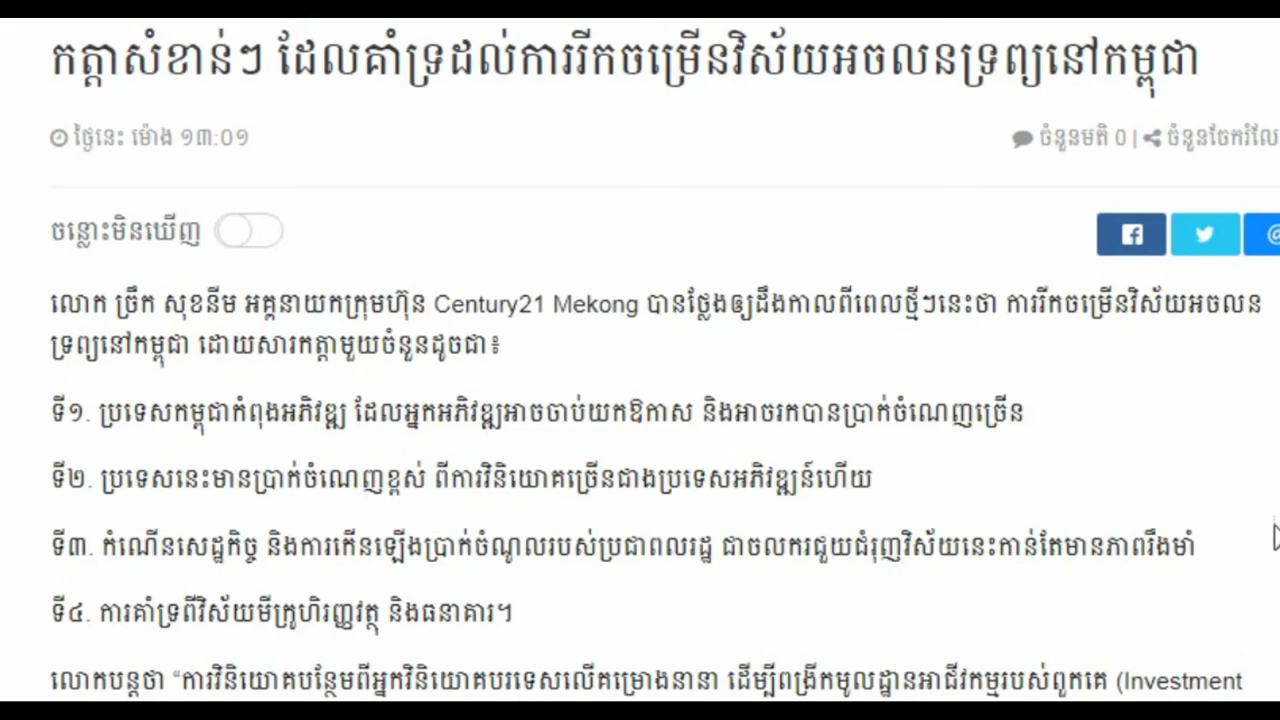 កត្តាសំខាន់ៗ ដែលគាំទ្រដល់ការរីកចម្រើនវិស័យអចលនទ្រព្យនៅកម្ពុជា
ថ្ងៃនេះ ម៉ោង ១៣:០១
ចំនួនមតិ 0 | ចំនួនចែករំលែ
ចន្លោះមិនឃើញ
លោក ច្រឹក សុខនីម អគ្គនាយកក្រុមហ៊ុន Century21 Mekong បានថ្លែងឲ្យដឹងកាលពីពេលថ្មីៗនេះថា ការរីកចម្រើនវិស័យអចលន
ទ្រព្យនៅកម្ពុជា ដោយសារកត្តាមួយចំនួនដូចជា៖
ទី១. ប្រទេសកម្ពុជាកំពុងអភិវឌ្ឍ ដែលអ្នកអភិវឌ្ឍអាចចាប់យកឱកាស និងអាចរកបានប្រាក់ចំណេញច្រើន
ទី២. ប្រទេសនេះមានប្រាក់ចំណេញខ្ពស់ ពីការវិនិយោគច្រើនជាងប្រទេសអភិវឌ្ឍន៍ហើយ
ទី៣. កំណើនសេដ្ឋកិច្ច និងការកើនឡើងប្រាក់ចំណូលរបស់ប្រជាពលរដ្ឋ ជាចលករជួយជំរុញវិស័យនេះកាន់តែមានភាពរឹងមាំ
ទី៤. ការគាំទ្រពីវិស័យមីក្រូហិរញ្ញវត្ថុ និងធនាគារ។
លោកបន្តថា “ការវិនិយោគបន្ថែមពីអ្នកវិនិយោគបរទេសលើគម្រោងនានា ដើម្បីពង្រីកមូលដ្ឋានអាជីវកម្មរបស់ពួកគេ (Investment